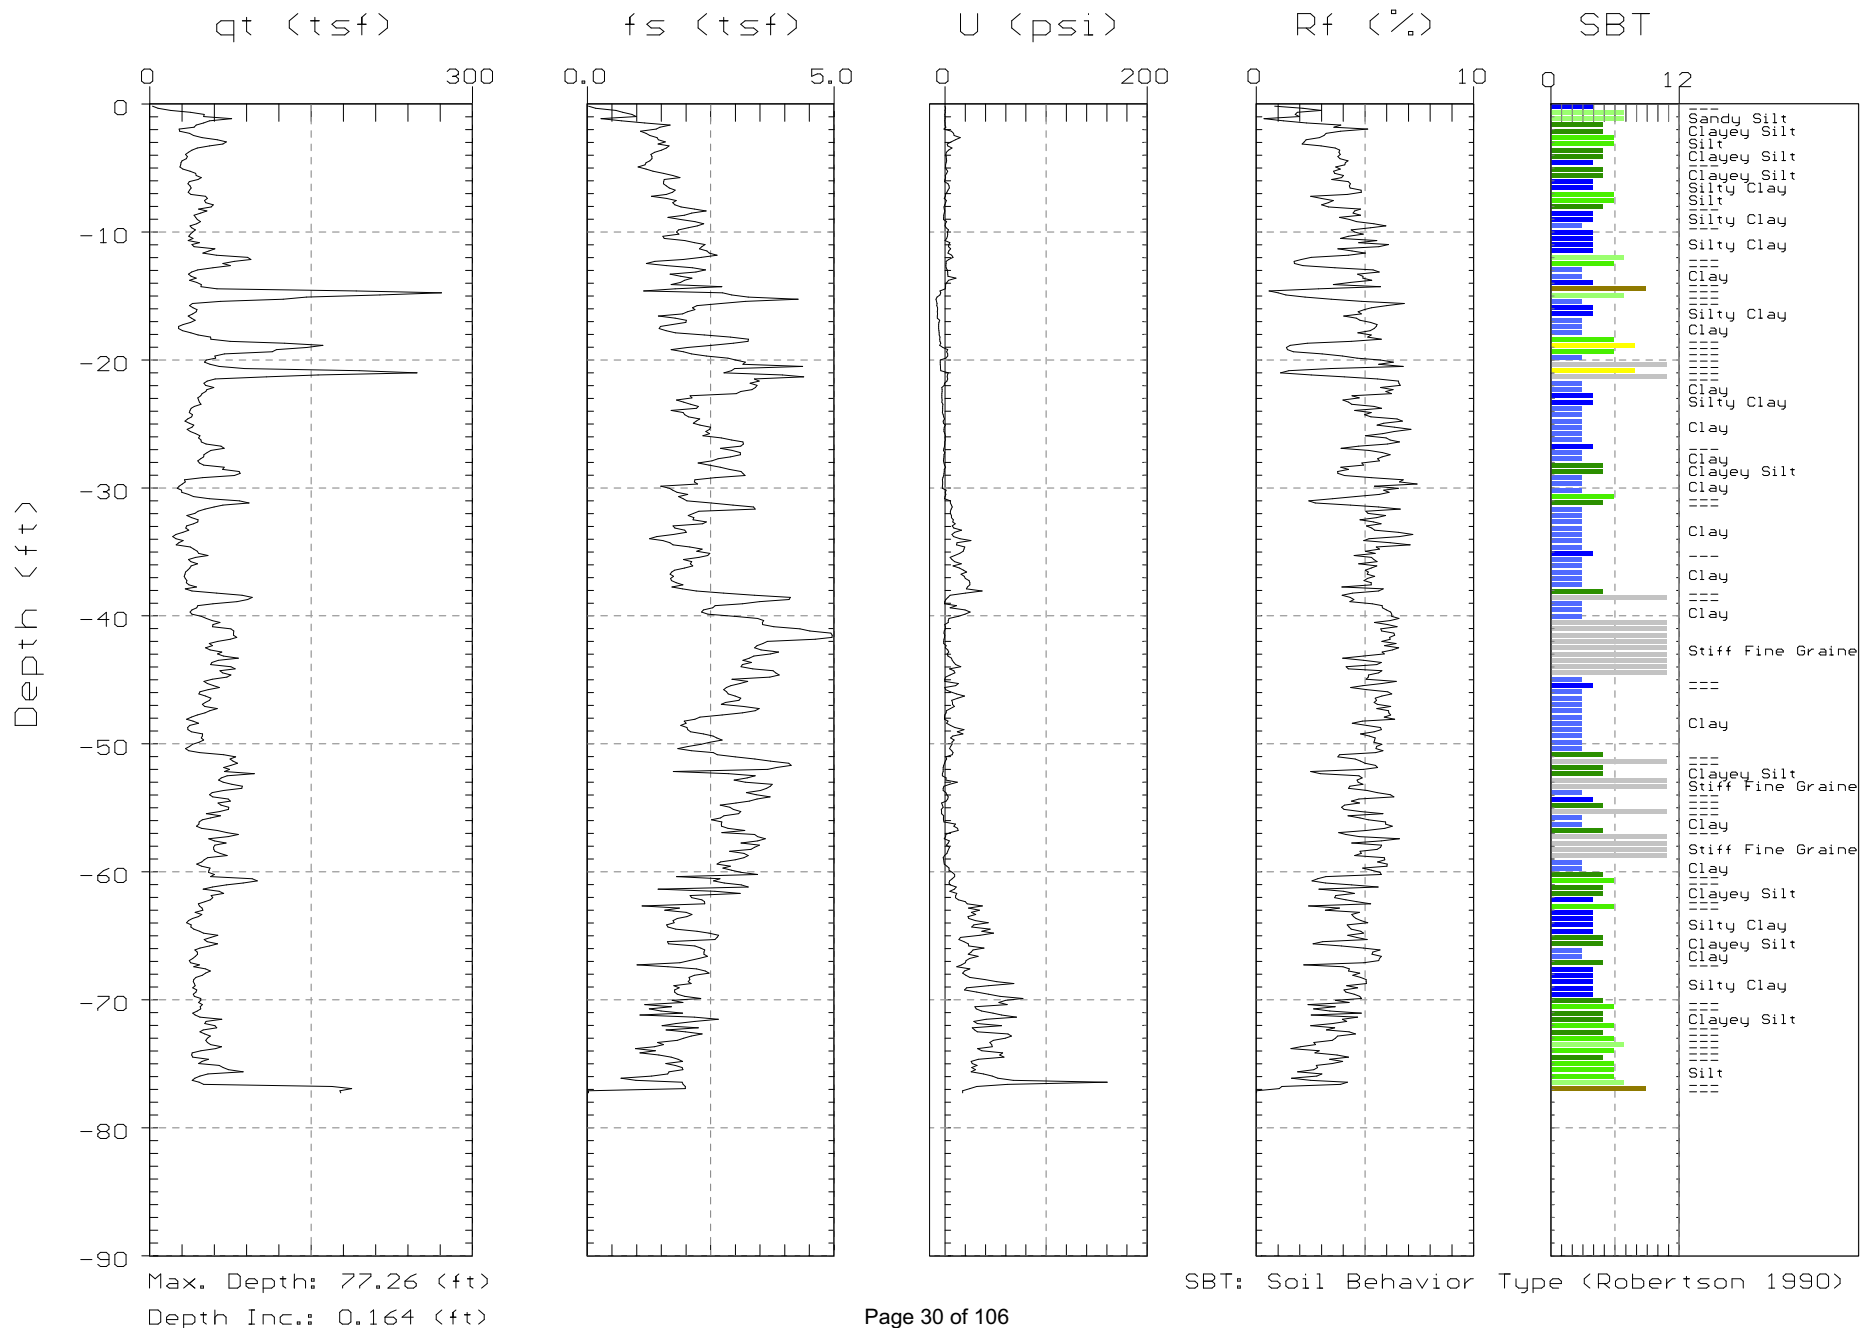 qt (tsf) fs (tsf) U (psi) Rf (%) SBT
0 300 0.0 5.0 0 200 0 10 0 12
0
---
Sandy Silt
Clayey Silt
Silt
Clayey Silt
---
Clayey Silt
Silty Clay
Silt
---
Silty Clay
---
-10
Silty Clay
---
Clay
---
---
Silty Clay
Clay
---
---
-20
---
---
Clay
Silty Clay
Clay
---
Clay
Clayey Silt
-30
Clay
---
Clay
---
Clay
---
-40
Clay
Stiff Fine Graine
---
Clay
-50
---
Clayey Silt
Stiff Fine Graine
---
---
Clay
---
Stiff Fine Graine
-60
Clay
---
Clayey Silt
---
Silty Clay
Clayey Silt
Clay
---
Silty Clay
-70
---
Clayey Silt
---
---
---
Silt
---
-80
-90
Depth (ft)
Max. Depth: 77.26 (ft) SBT: Soil Behavior Type (Robertson 1990)
Depth Inc.: 0.164 (ft)
Page 30 of 106